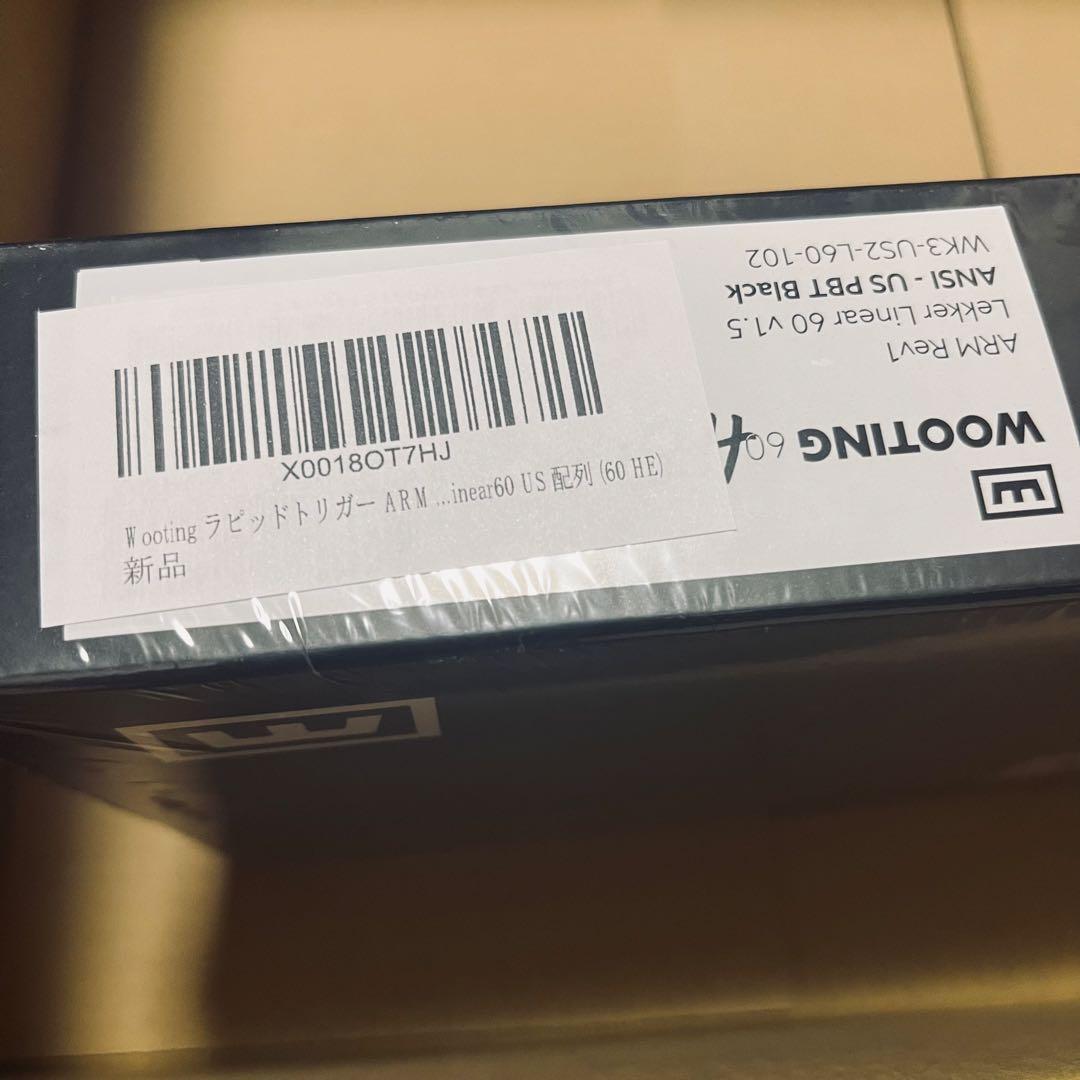 X0018OT7HJ
Wooting ラピッドトリガー ARM ...inear60 US 配列 (60 HE)
新品
WOOTING 60
ARM Rev1
Lekker Linear 60 v1.5
ANSI - US PBT Black
WK3-US2-L60-102